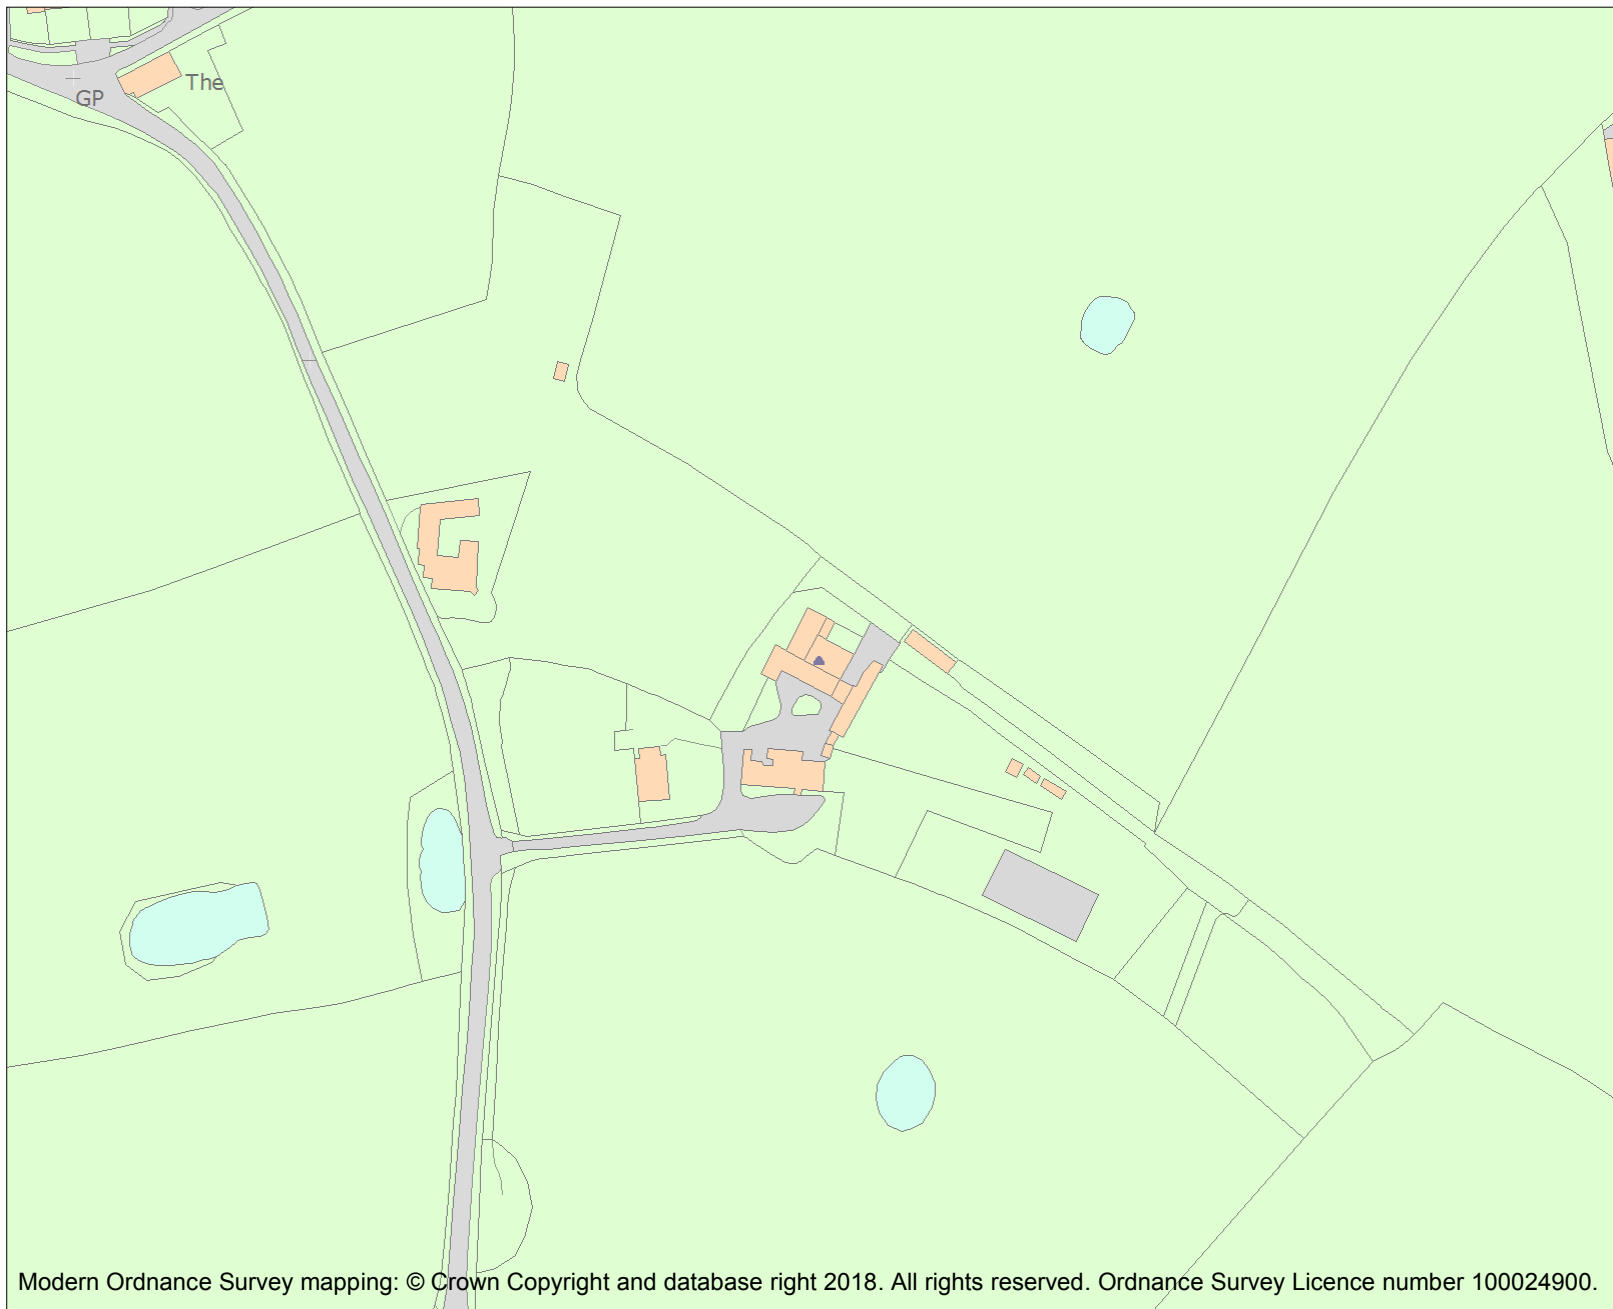 The
GP
Modern Ordnance Survey mapping: © Crown Copyright and database right 2018. All rights reserved. Ordnance Survey Licence number 100024900.